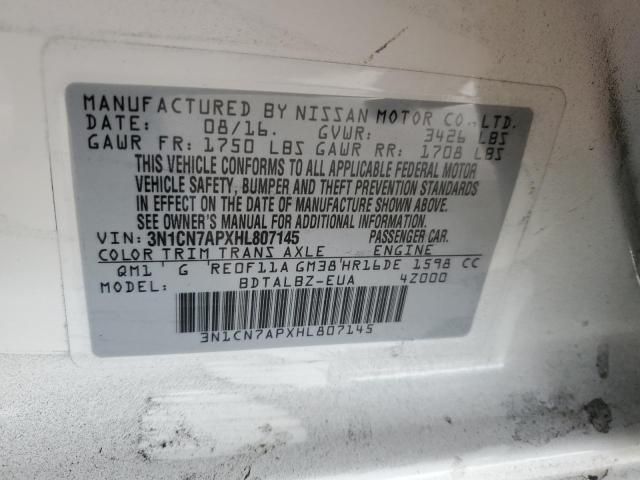 MANUFACTURED BY NISSAN MOTOR CO.,LTD.
DATE: 08/16. GVWR: 3426 LBS
GAWR FR: 1750 LBS GAWR RR: 1708 LBS
THIS VEHICLE CONFORMS TO ALL APPLICABLE FEDERAL MOTOR
VEHICLE SAFETY, BUMPER AND THEFT PREVENTION STANDARDS
IN EFFECT ON THE DATE OF MANUFACTURE SHOWN ABOVE.
SEE OWNER'S MANUAL FOR ADDITIONAL INFORMATION.
VIN: 3N1CN7APXHL807145 PASSENGER CAR.
COLOR TRIM TRANS AXLE ENGINE
QM1 ' G 'RE0F11A GM38'HR16DE 1598 CC
MODEL: BDTALBZ-EUA 4Z000
3N1CN7APXHL807145